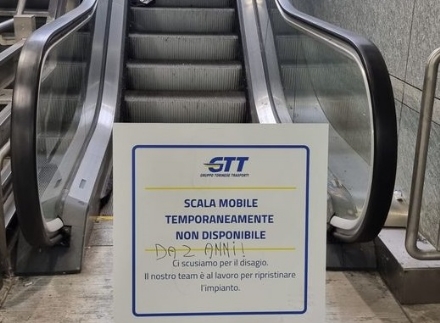 GTT
GRUPPO TORINESE TRASPORTI
SCALA MOBILE
TEMPORANEAMENTE
NON DISPONIBILE
DA 2 ANNI!
Ci scusiamo per il disagio.
Il nostro team è al lavoro per ripristinare
l'impianto.